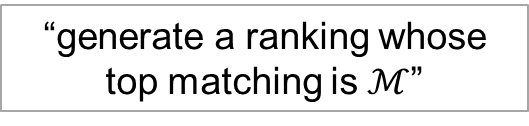 “generate a ranking whose
top matching is ℳ”